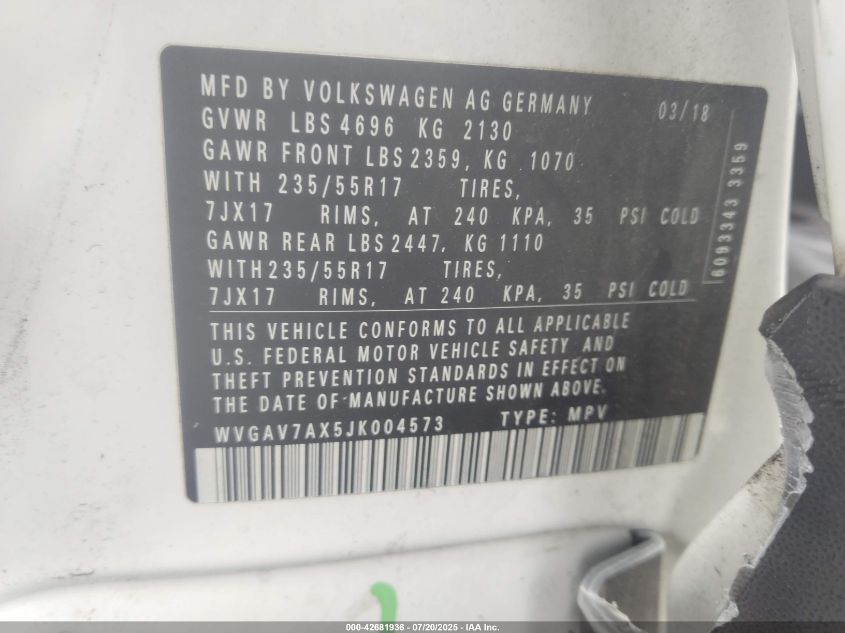 MFD BY VOLKSWAGEN AG GERMANY 03/18
GVWR LBS 4696 KG 2130
GAWR FRONT LBS 2359, KG 1070
WITH 235/55R17 TIRES,
7JX17 RIMS, AT 240 KPA, 35 PSI COLD
GAWR REAR LBS 2447, KG 1110
WITH 235/55R17 TIRES,
7JX17 RIMS, AT 240 KPA, 35 PSI COLD
6093343 3359
THIS VEHICLE CONFORMS TO ALL APPLICABLE
U.S. FEDERAL MOTOR VEHICLE SAFETY AND
THEFT PREVENTION STANDARDS IN EFFECT ON
THE DATE OF MANUFACTURE SHOWN ABOVE.
WVGAV7AX5JK004573 TYPE: MPV
000-42681936 - 07/20/2025 - IAA Inc.